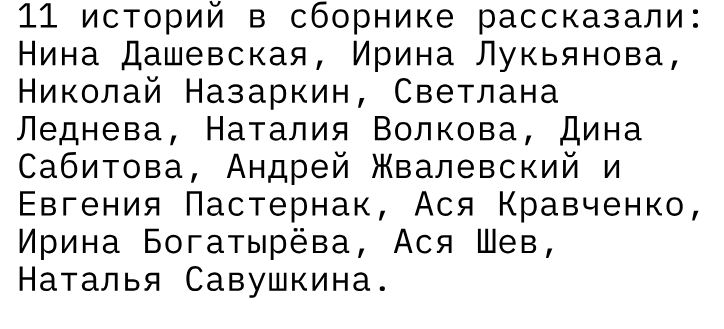 11 историй в сборнике рассказали:
Нина Дашевская, Ирина Лукьянова,
Николай Назаркин, Светлана
Леднева, Наталия Волкова, Дина
Сабитова, Андрей Жвалевский и
Евгения Пастернак, Ася Кравченко,
Ирина Богатырёва, Ася Шев,
Наталья Савушкина.